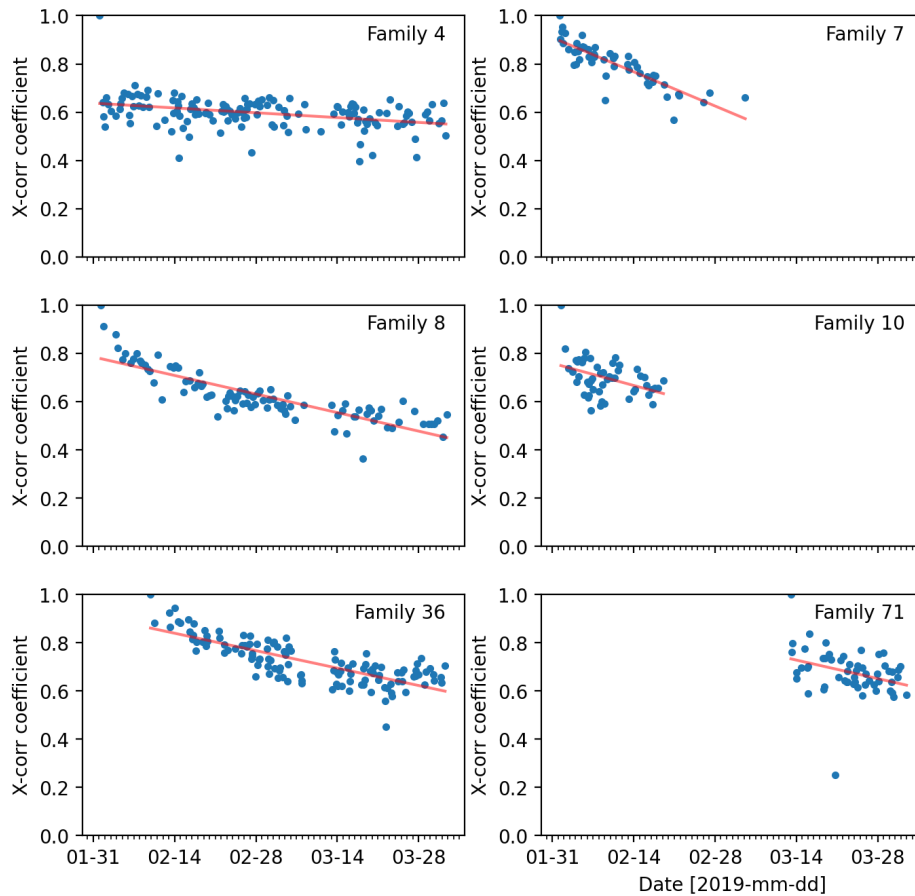 Family 4
X-corr coefficient
1.0
0.8
0.6
0.4
0.2
0.0
Family 7
X-corr coefficient
1.0
0.8
0.6
0.4
0.2
0.0
Family 8
X-corr coefficient
1.0
0.8
0.6
0.4
0.2
0.0
Family 10
X-corr coefficient
1.0
0.8
0.6
0.4
0.2
0.0
Family 36
X-corr coefficient
1.0
0.8
0.6
0.4
0.2
0.0
01-31 02-14 02-28 03-14 03-28
Family 71
X-corr coefficient
1.0
0.8
0.6
0.4
0.2
0.0
01-31 02-14 02-28 03-14 03-28
Date [2019-mm-dd]